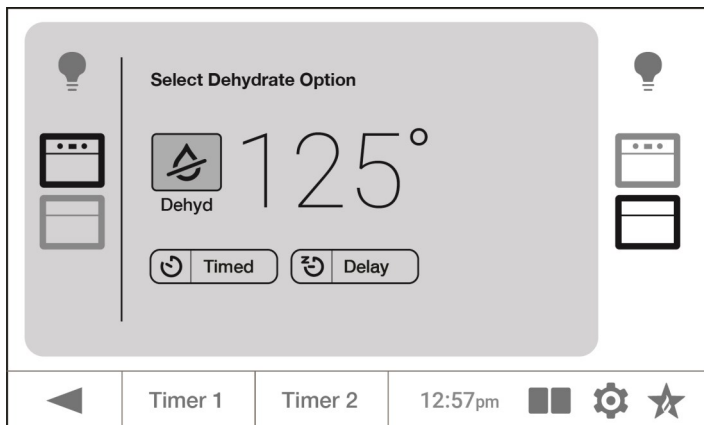 Select Dehydrate Option
125°
Dehyd
Timed
Z Delay
Timer 1
Timer 2
12:57pm